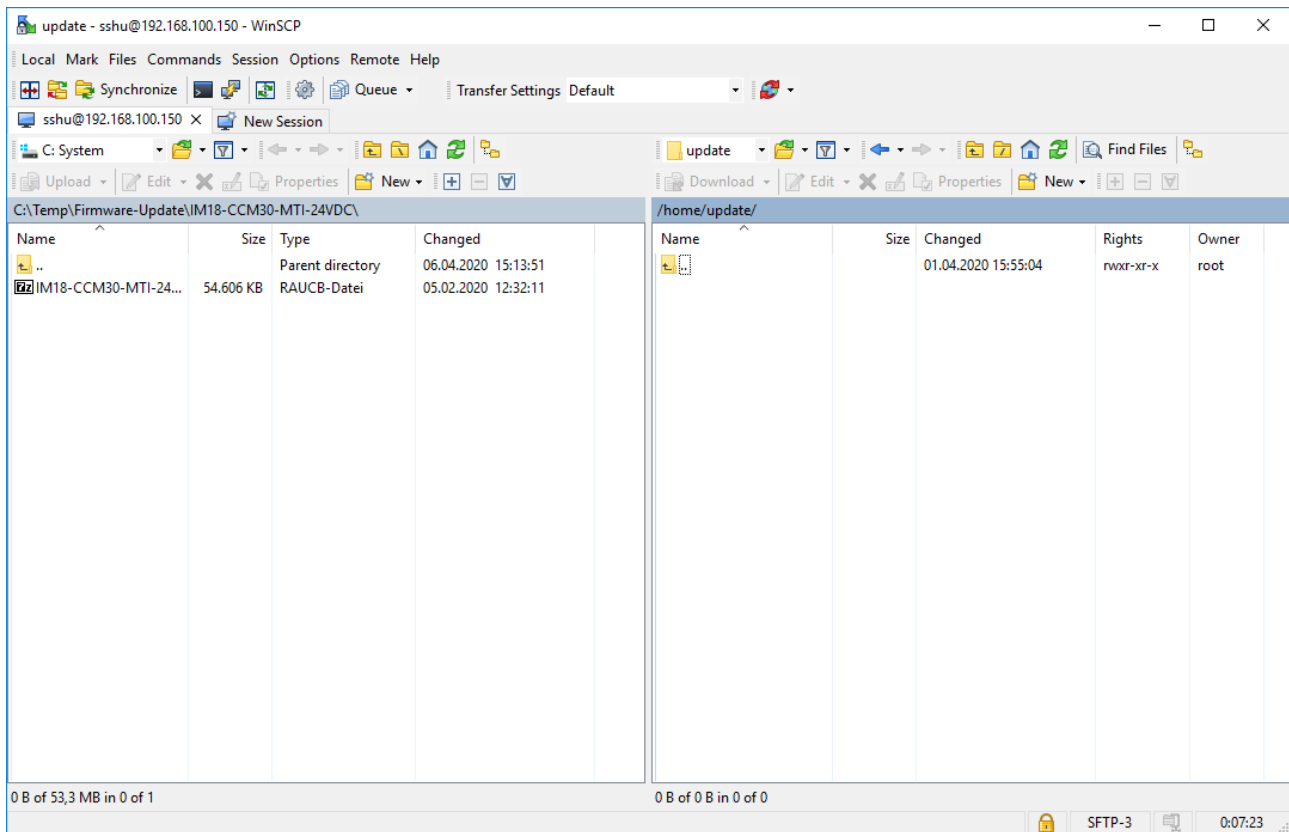 update - sshu@192.168.100.150 - WinSCP
Local Mark Files Commands Session Options Remote Help
Synchronize Queue Transfer Settings Default
sshu@192.168.100.150 New Session
C: System update Find Files
Upload Edit Properties New Download Edit Properties New
C:\Temp\Firmware-Update\IM18-CCM30-MTI-24VDC\ /home/update/
Name Size Type Changed Name Size Changed Rights Owner
.. Parent directory 06.04.2020 15:13:51 .. 01.04.2020 15:55:04 rwxr-xr-x root
IM18-CCM30-MTI-24... 54.606 KB RAUCB-Datei 05.02.2020 12:32:11
0 B of 53,3 MB in 0 of 1 0 B of 0 B in 0 of 0
SFTP-3 0:07:23